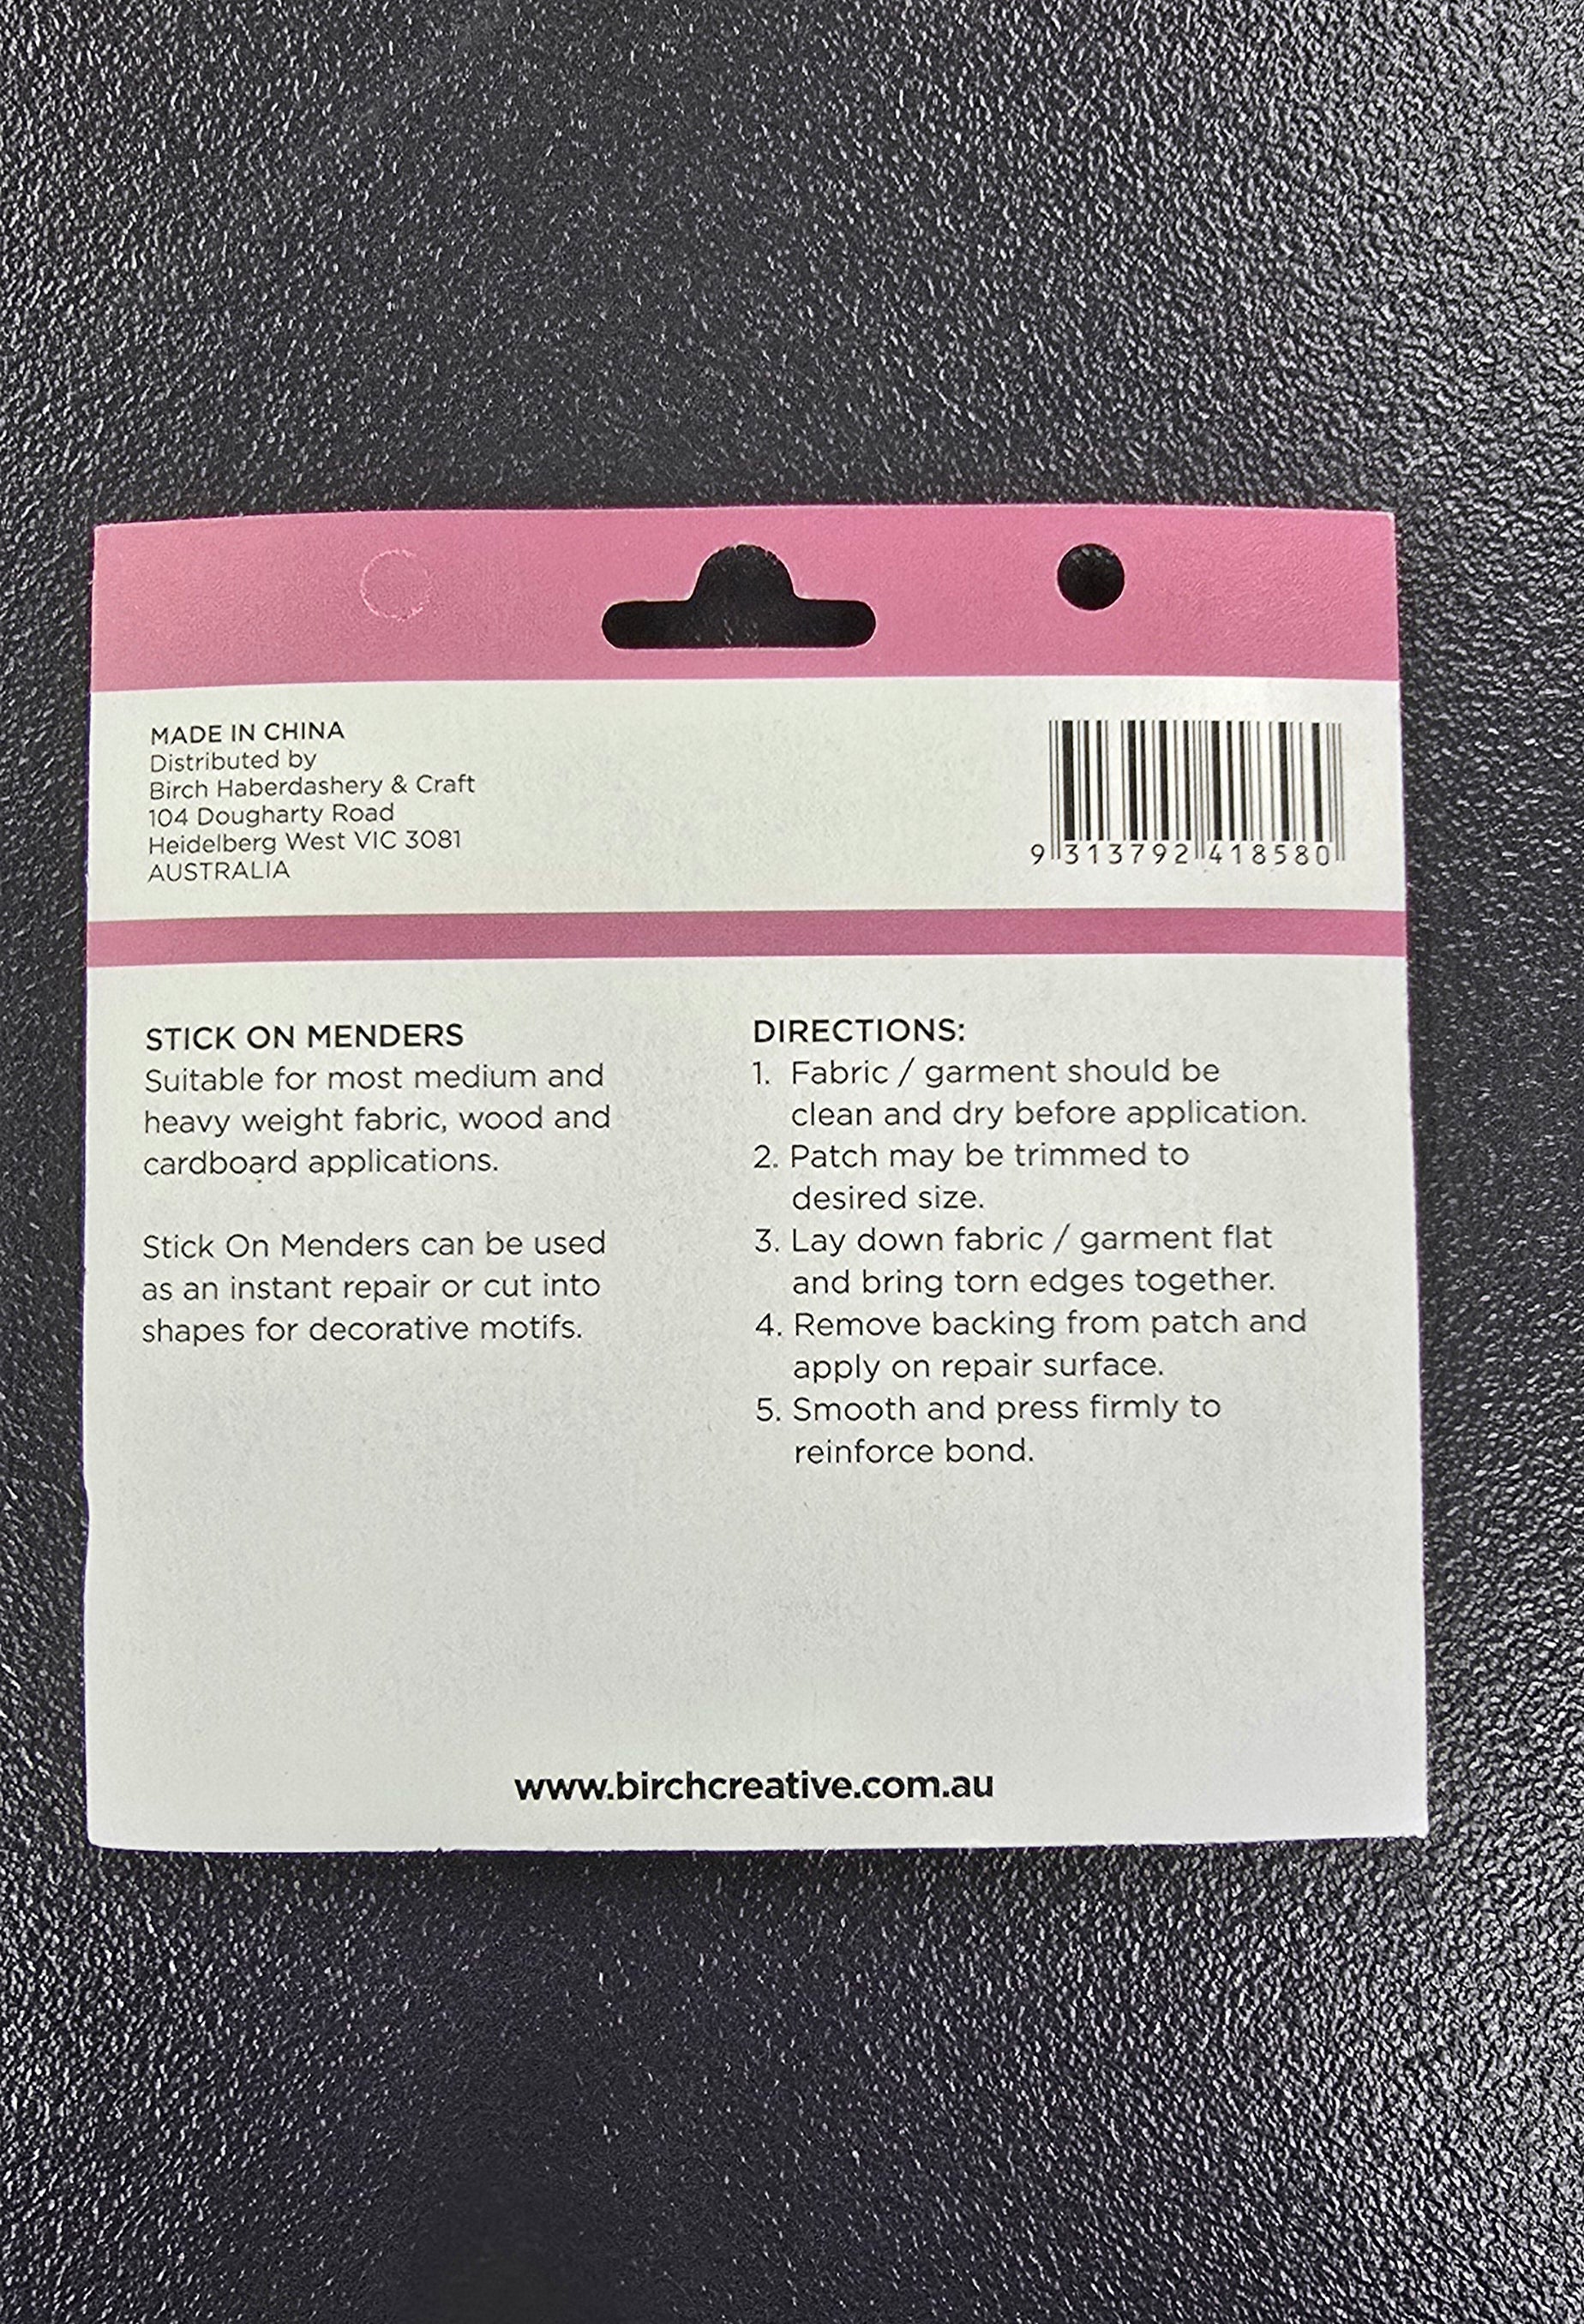 MADE IN CHINA
Distributed by
Birch Haberdashery & Craft
104 Dougharty Road
Heidelberg West VIC 3081
AUSTRALIA
9 313792 418580
STICK ON MENDERS
Suitable for most medium and
heavy weight fabric, wood and
cardboard applications.
Stick On Menders can be used
as an instant repair or cut into
shapes for decorative motifs.
DIRECTIONS:
1. Fabric / garment should be
clean and dry before application.
2. Patch may be trimmed to
desired size.
3. Lay down fabric / garment flat
and bring torn edges together.
4. Remove backing from patch and
apply on repair surface.
5. Smooth and press firmly to
reinforce bond.
www.birchcreative.com.au